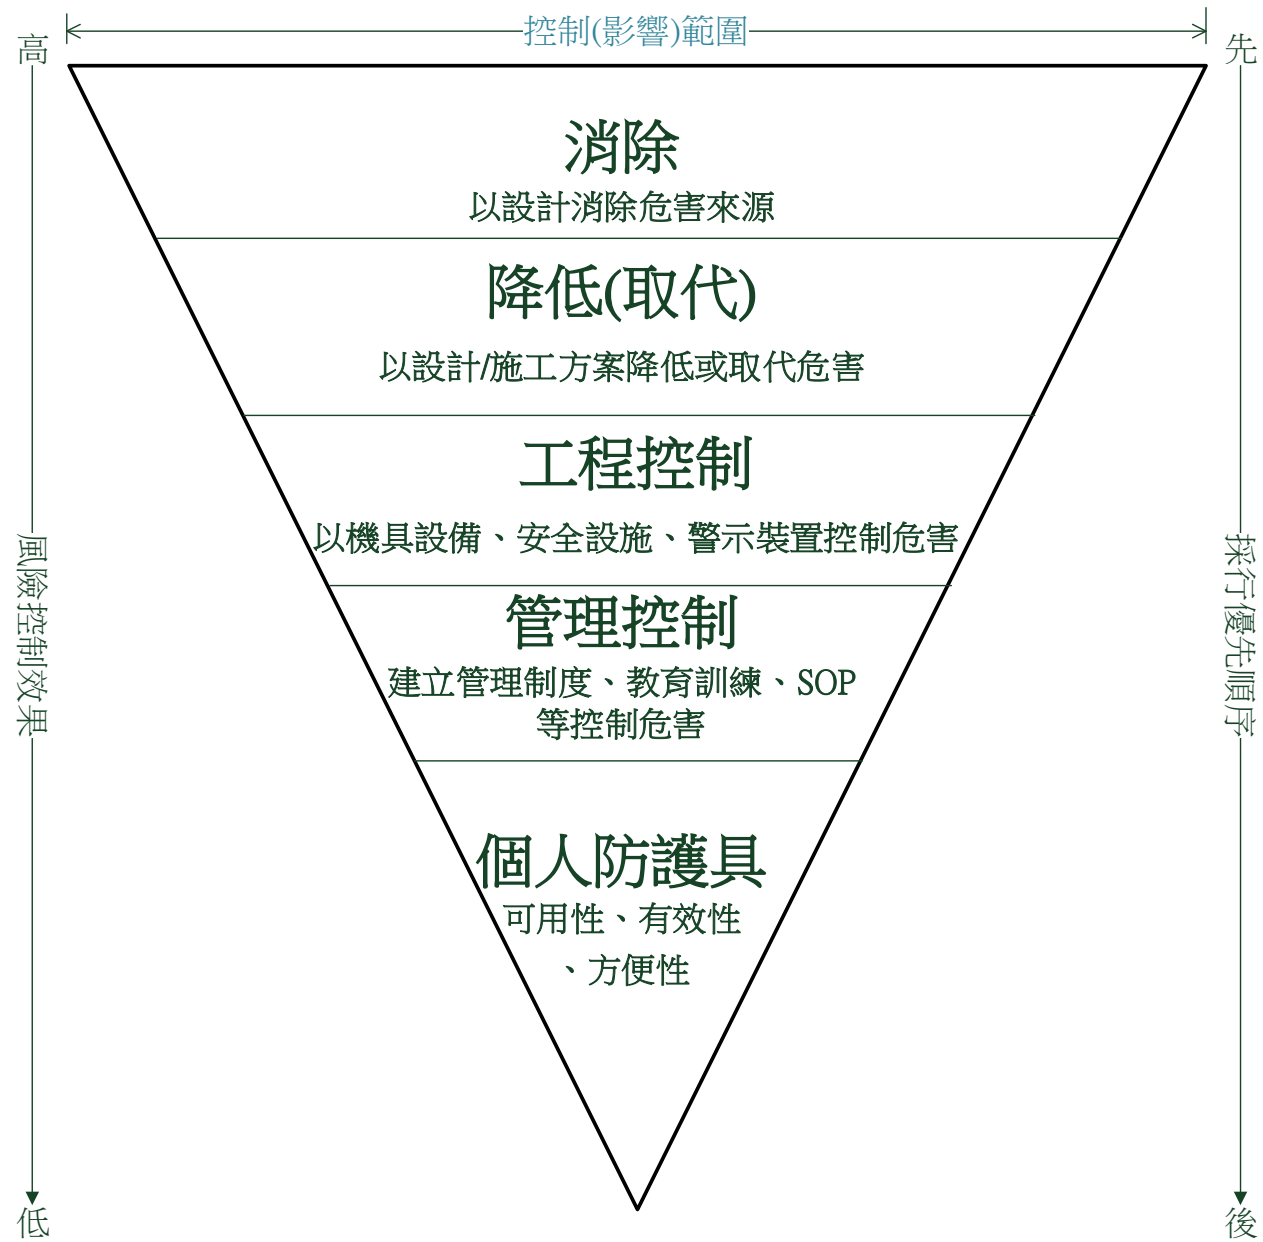 控制(影響)範圍
高
先
消除
以設計消除危害來源
降低(取代)
以設計/施工方案降低或取代危害
工程控制
以機具設備、安全設施、警示裝置控制危害
風險控制效果
採行優先順序
管理控制
建立管理制度、教育訓練、SOP
等控制危害
個人防護具
可用性、有效性
、方便性
低
後